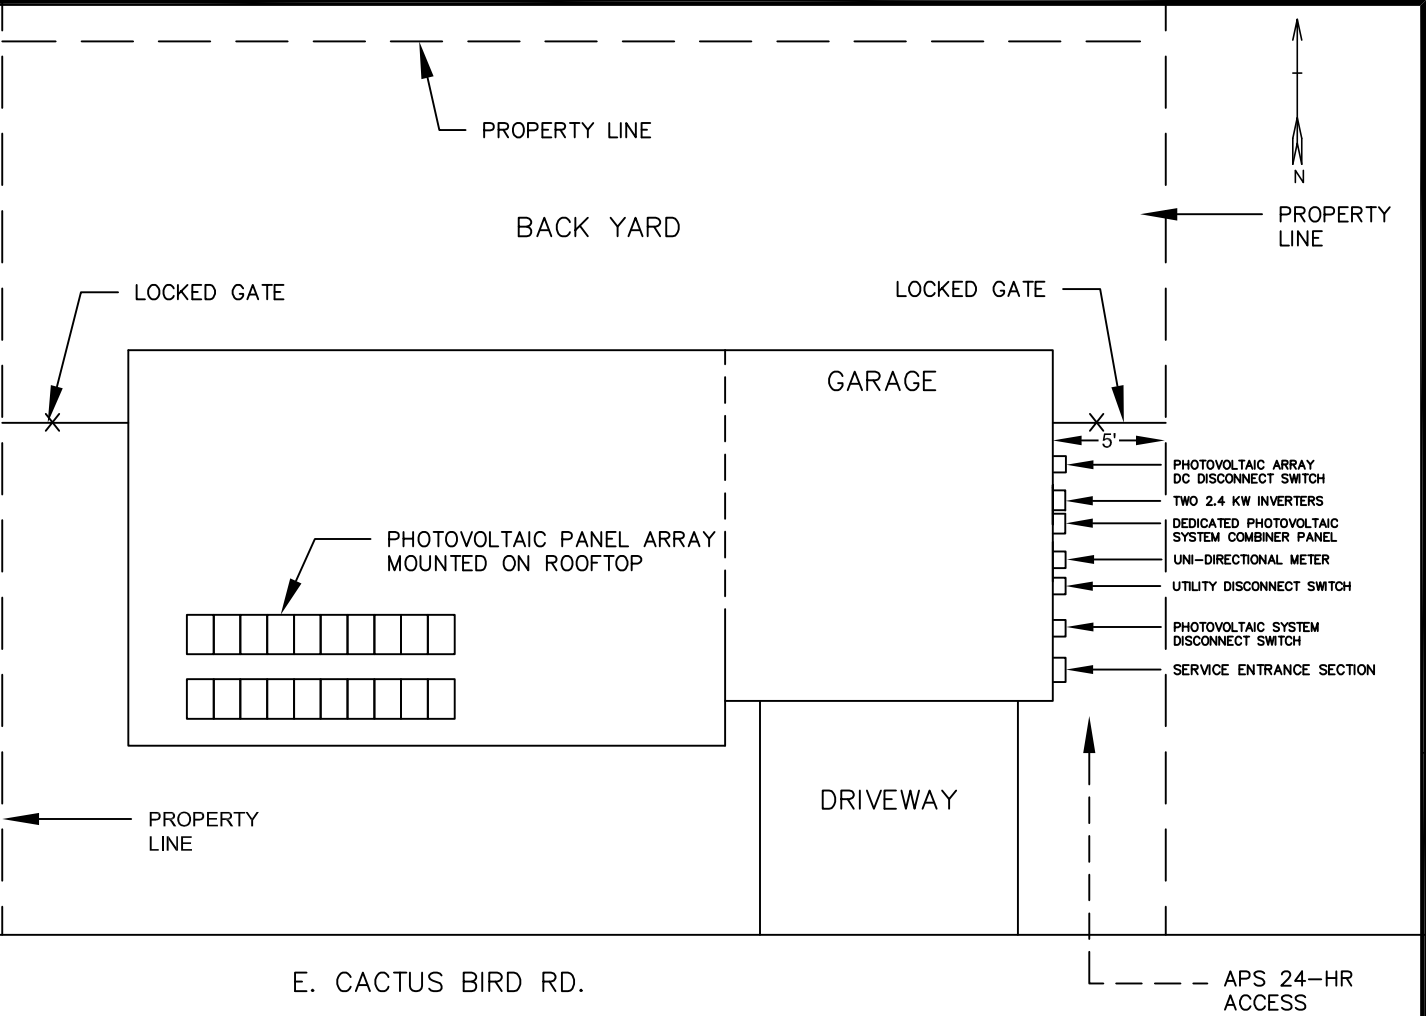 PROPERTY LINE
N
BACK YARD
PROPERTY
LINE
LOCKED GATE
LOCKED GATE
GARAGE
5'
PHOTOVOLTAIC ARRAY
DC DISCONNECT SWITCH
TWO 2.4 KW INVERTERS
DEDICATED PHOTOVOLTAIC
SYSTEM COMBINER PANEL
PHOTOVOLTAIC PANEL ARRAY
MOUNTED ON ROOFTOP
UNI-DIRECTIONAL METER
UTILITY DISCONNECT SWITCH
PHOTOVOLTAIC SYSTEM
DISCONNECT SWITCH
SERVICE ENTRANCE SECTION
DRIVEWAY
PROPERTY
LINE
E. CACTUS BIRD RD.
APS 24-HR
ACCESS